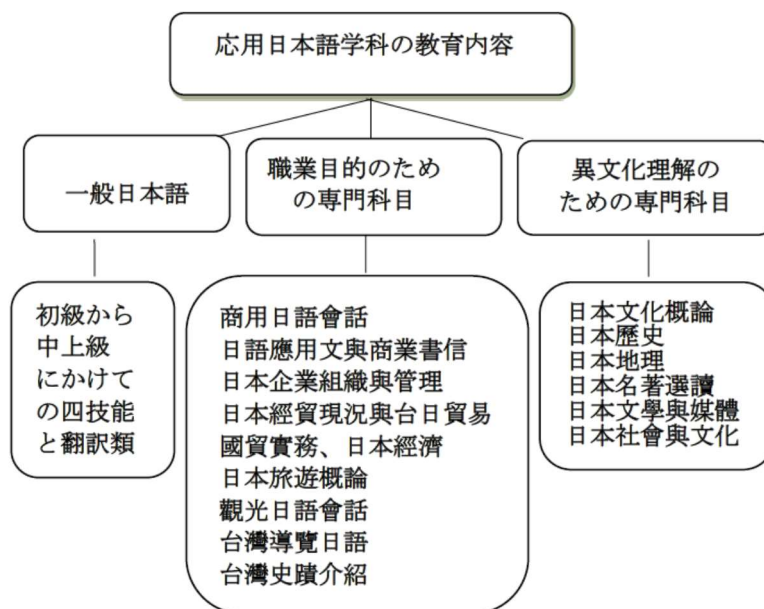 応用日本語学科の教育内容
一般日本語
職業目的のため
の専門科目
異文化理解の
ための専門科目
初級から
中上級
にかけて
の四技能
と翻訳類
商用日語會話
日語應用文與商業書信
日本企業組織與管理
日本經貿現況與台日貿易
國貿實務、日本經濟
日本旅遊概論
觀光日語會話
台灣導覽日語
台灣史蹟介紹
日本文化概論
日本歷史
日本地理
日本名著選讀
日本文學與媒體
日本社會與文化